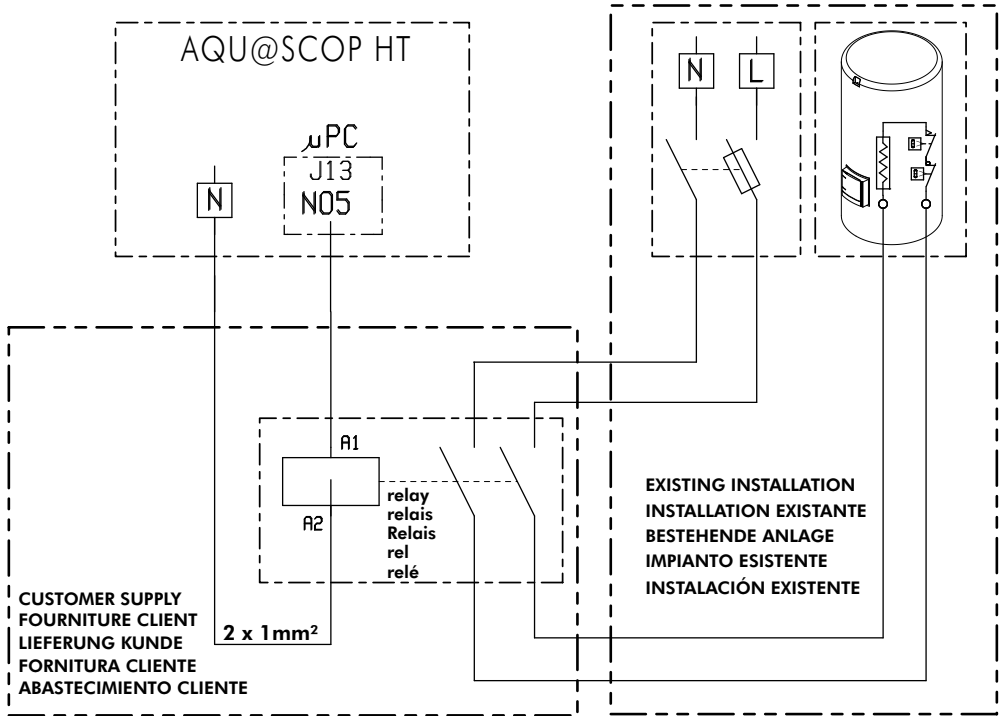 AQU@SCOP HT
µPC
J13
NO5
N
N
L
A1
A2
relay
relais
Relais
rel
relé
EXISTING INSTALLATION
INSTALLATION EXISTANTE
BESTEHENDE ANLAGE
IMPIANTO ESISTENTE
INSTALACIÓN EXISTENTE
CUSTOMER SUPPLY
FOURNITURE CLIENT
LIEFERUNG KUNDE
FORNITURA CLIENTE
ABASTECIMIENTO CLIENTE
2 x 1mm²